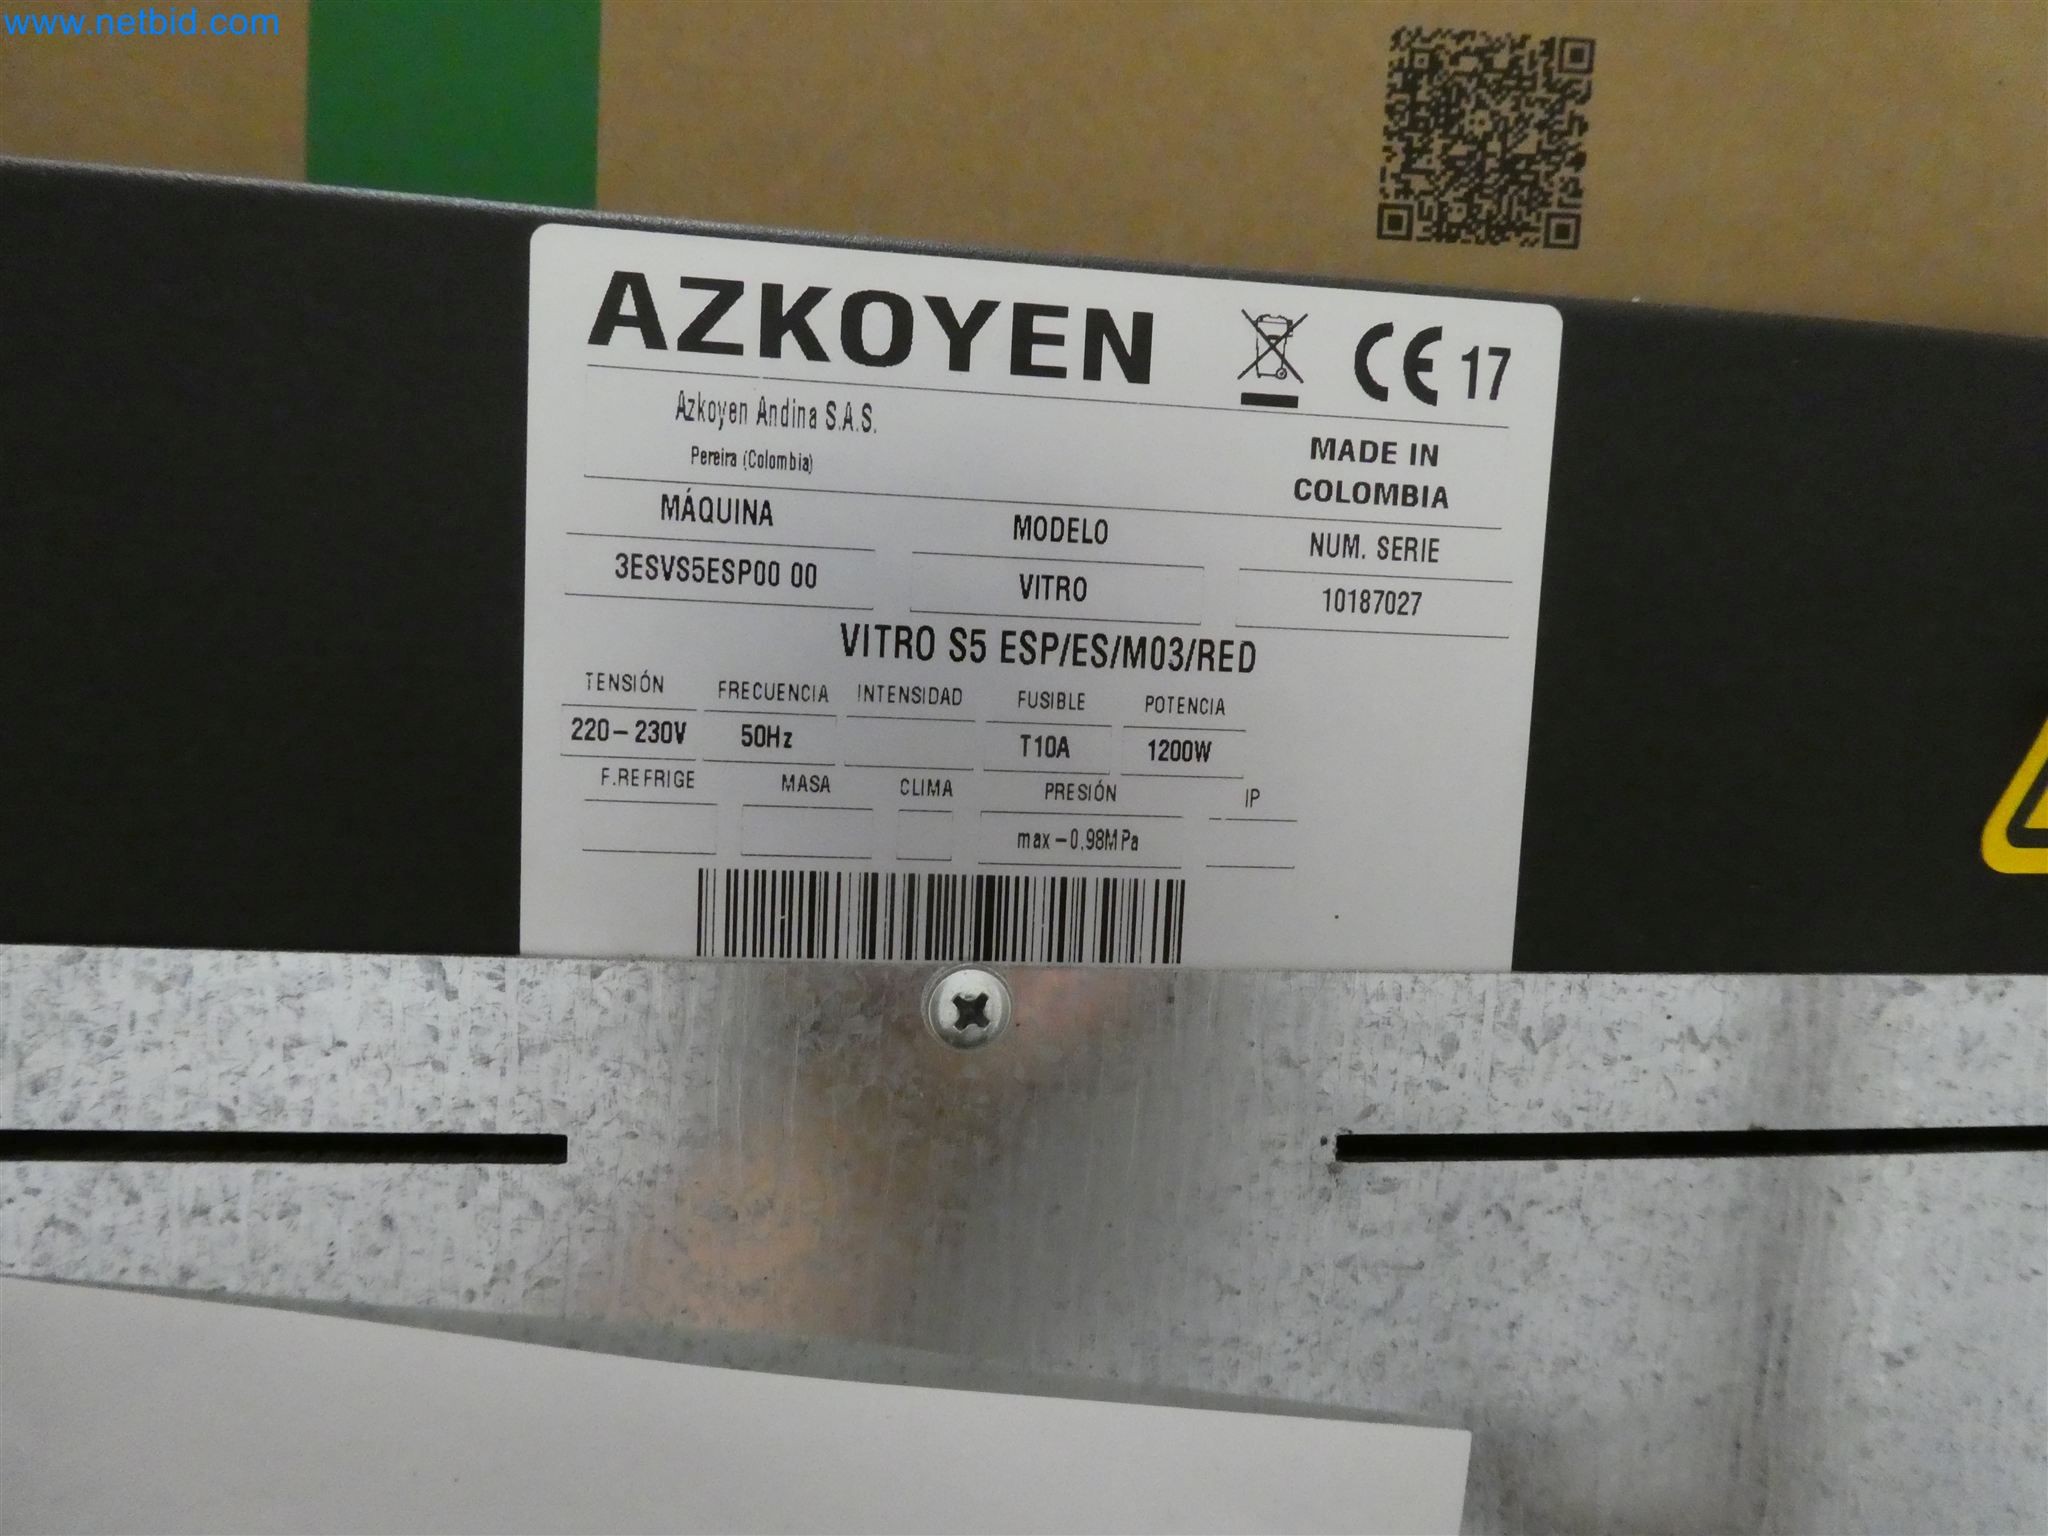 www.netbid.com
AZKOYEN
CE 17
Azkoyen Andina S.A.S.
Pereira (Colombia)
MADE IN
COLOMBIA
MÁQUINA MODELO NUM. SERIE
3ESVS5ESP00 00 VITRO 10187027
VITRO S5 ESP/ES/M03/RED
TENSIÓN FRECUENCIA INTENSIDAD FUSIBLE POTENCIA
220-230V 50Hz T10A 1200W
F.REFRIGE MASA CLIMA PRESIÓN IP
max-0.98MPa